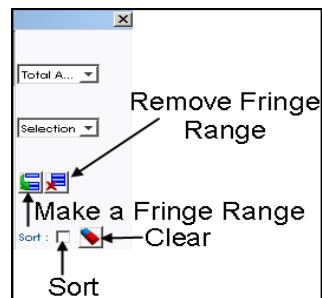 Total A...
Remove Fringe
Range
Selection
Make a Fringe Range
Sort :
Clear
Sort